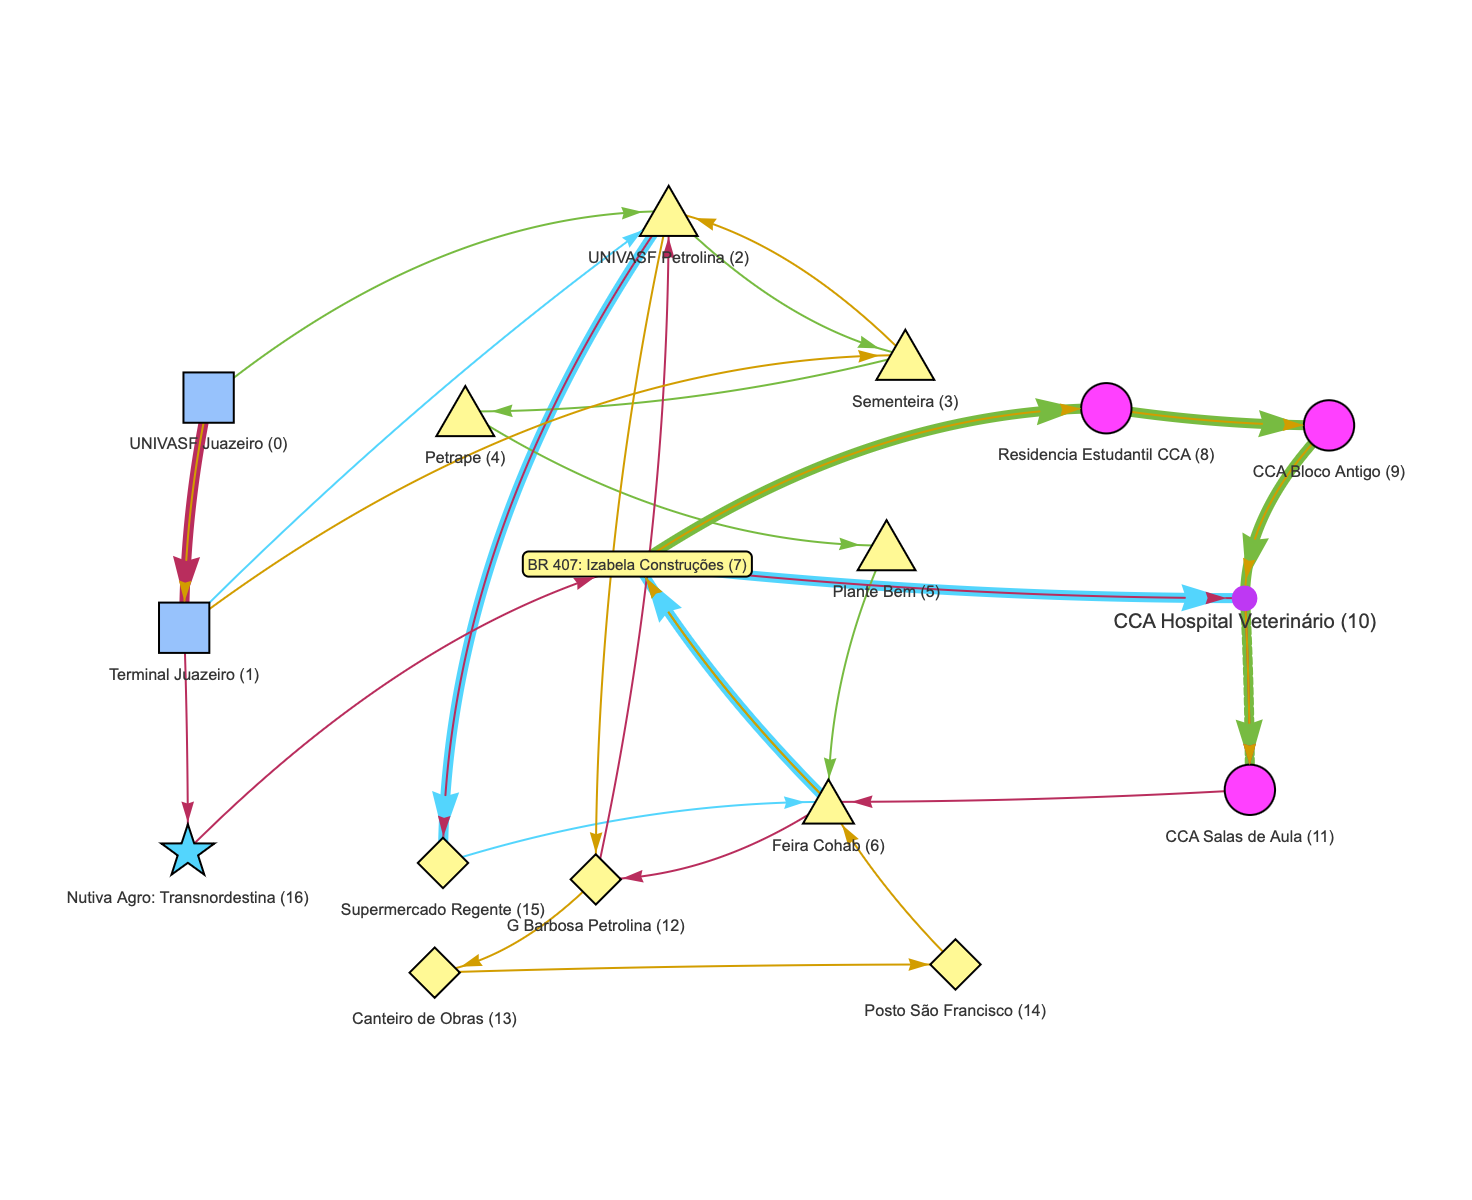 UNIVASF Petrolina (2)
Sementeira (3)
UNIVASF Juazeiro (0)
Petrape (4)
Residencia Estudantil CCA (8)
CCA Bloco Antigo (9)
BR 407: Izabela Construções (7)
Plante Bem (5)
CCA Hospital Veterinário (10)
Terminal Juazeiro (1)
CCA Salas de Aula (11)
Feira Cohab (6)
Nutiva Agro: Transnordestina (16)
Supermercado Regente (15)
G Barbosa Petrolina (12)
Posto São Francisco (14)
Canteiro de Obras (13)